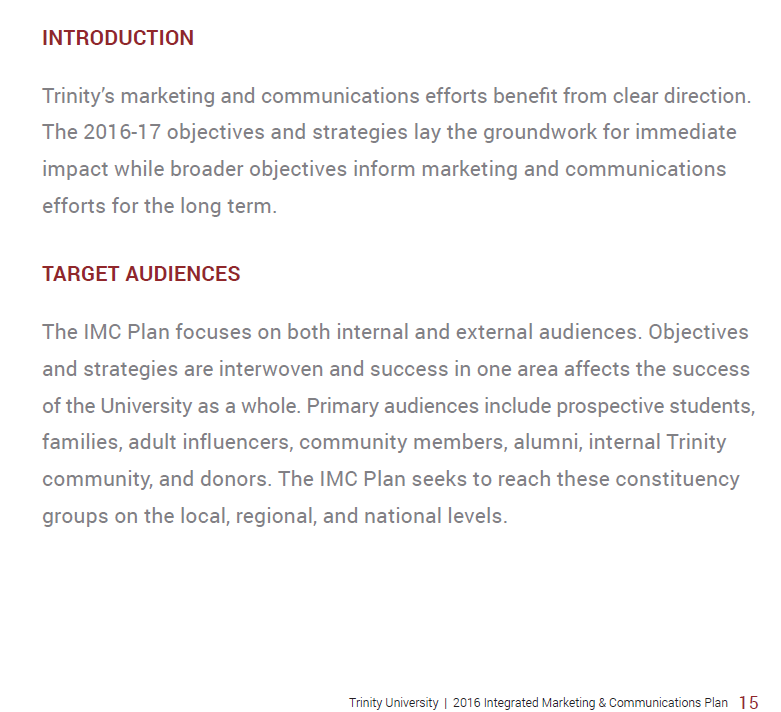 INTRODUCTION
Trinity’s marketing and communications efforts benefit from clear direction.
The 2016-17 objectives and strategies lay the groundwork for immediate
impact while broader objectives inform marketing and communications
efforts for the long term.
TARGET AUDIENCES
The IMC Plan focuses on both internal and external audiences. Objectives
and strategies are interwoven and success in one area affects the success
of the University as a whole. Primary audiences include prospective students,
families, adult influencers, community members, alumni, internal Trinity
community, and donors. The IMC Plan seeks to reach these constituency
groups on the local, regional, and national levels.
Trinity University | 2016 Integrated Marketing & Communications Plan 15